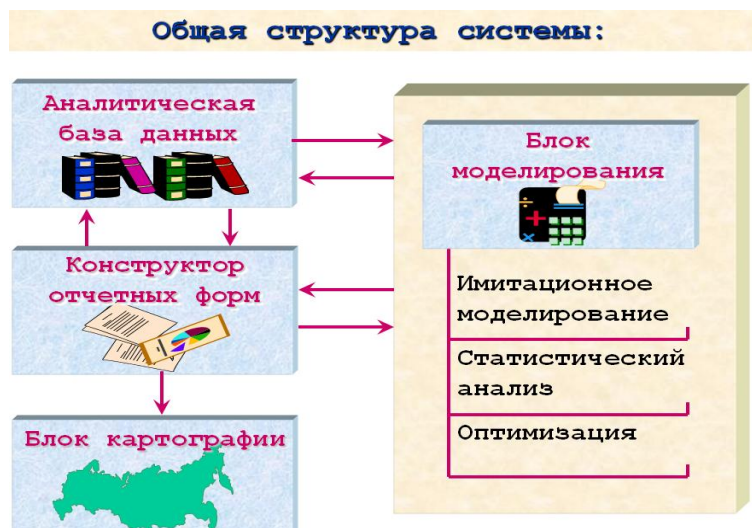 Общая структура системы:
Аналитическая
база данных
Блок
моделирования
Конструктор
отчетных форм
Имитационное
моделирование
Статистический
анализ
Оптимизация
Блок картографии